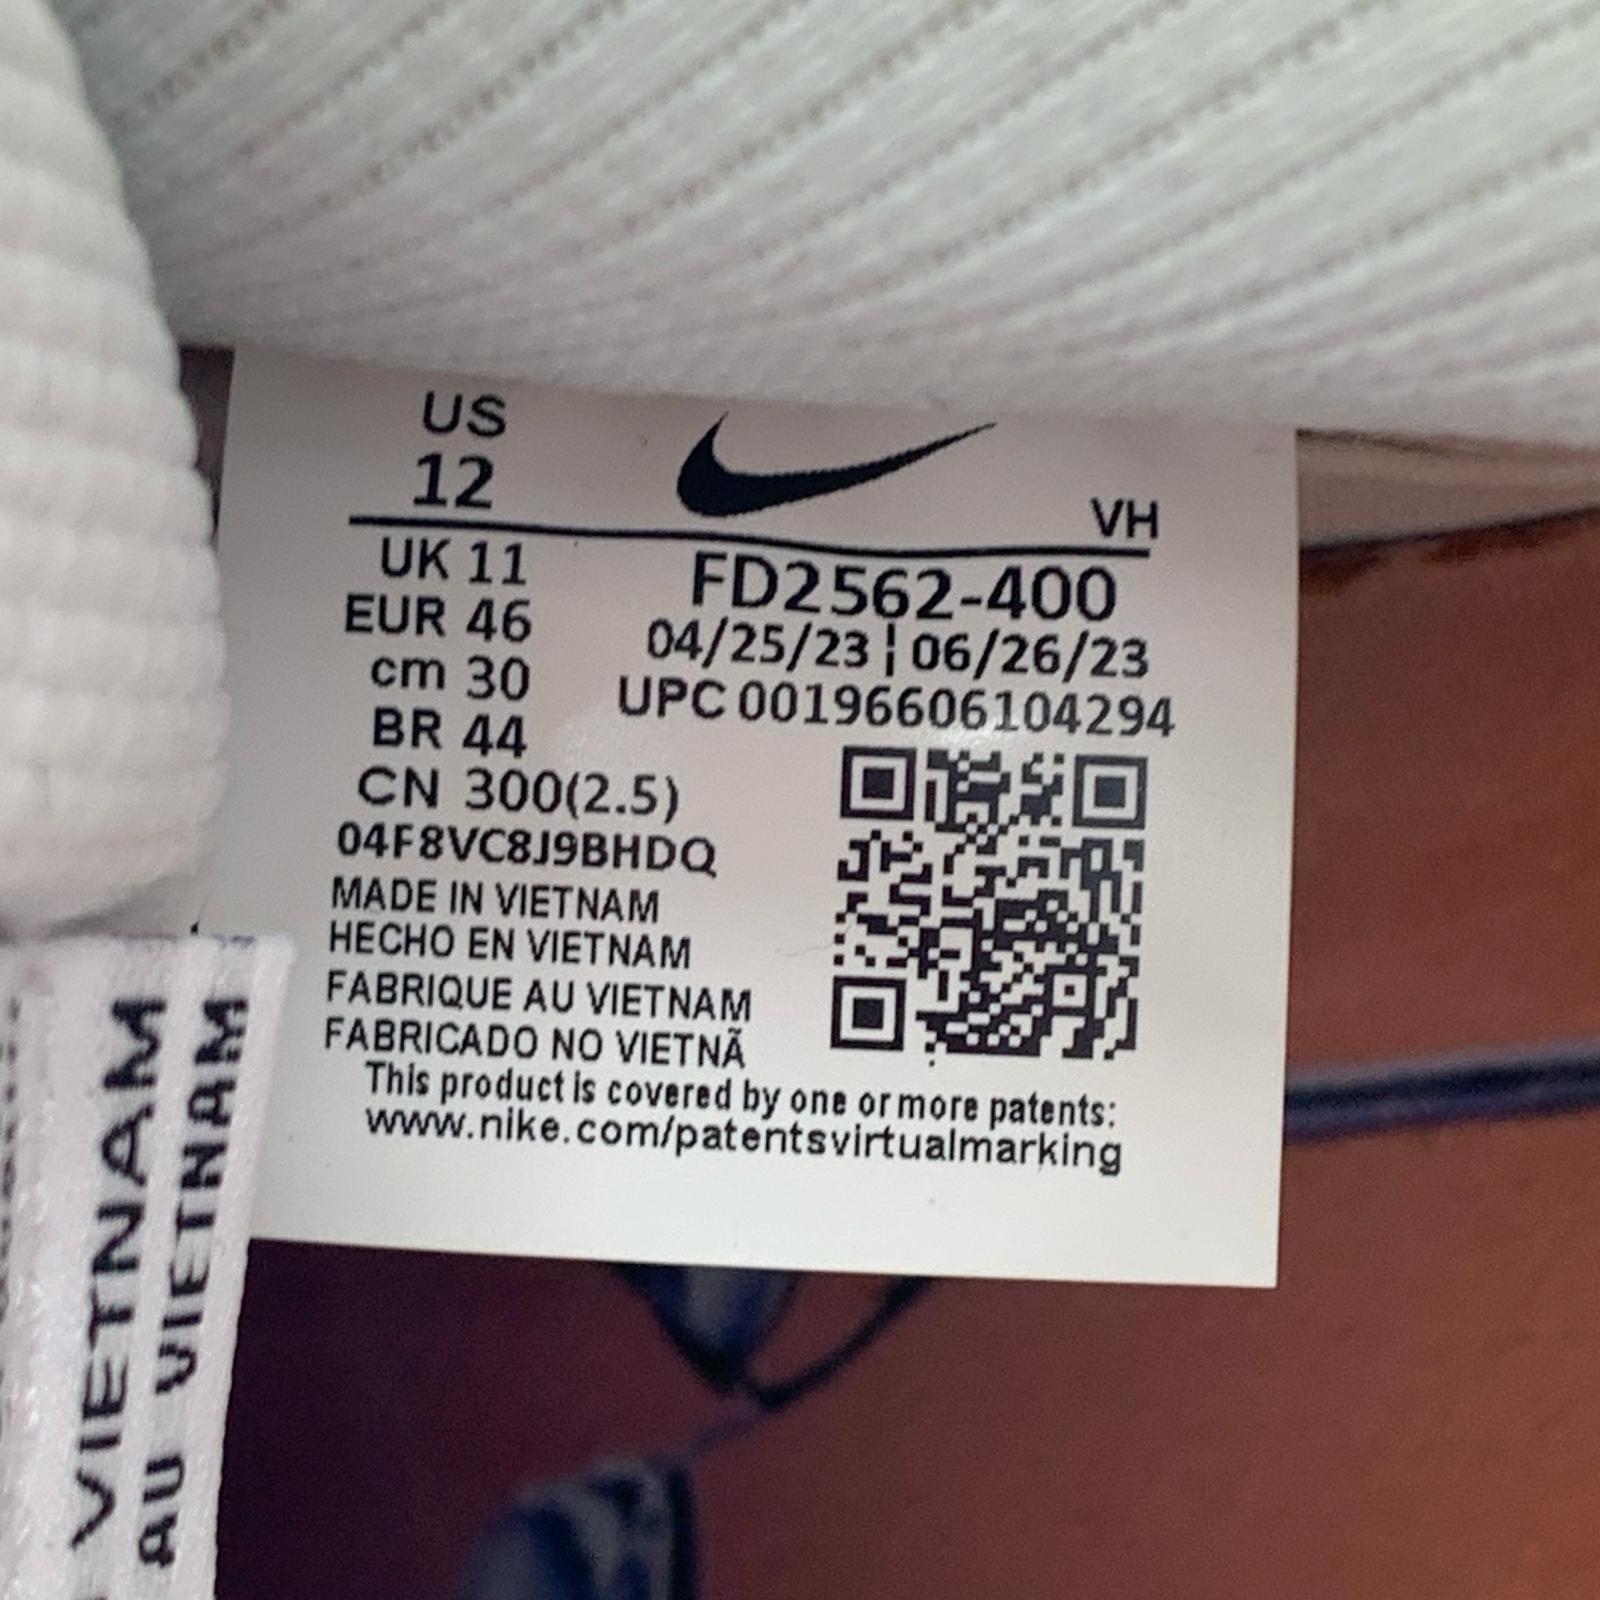 US
12
VH
UK 11
EUR 46
cm 30
BR 44
CN 300(2.5)
FD2562-400
04/25/23 ¦ 06/26/23
UPC 00196606104294
04F8VC8J9BHDQ
MADE IN VIETNAM
HECHO EN VIETNAM
FABRIQUE AU VIETNAM
FABRICADO NO VIETNÃ
This product is covered by one or more patents:
www.nike.com/patentsvirtualmarking
VIETNAM
AU VIETNAM